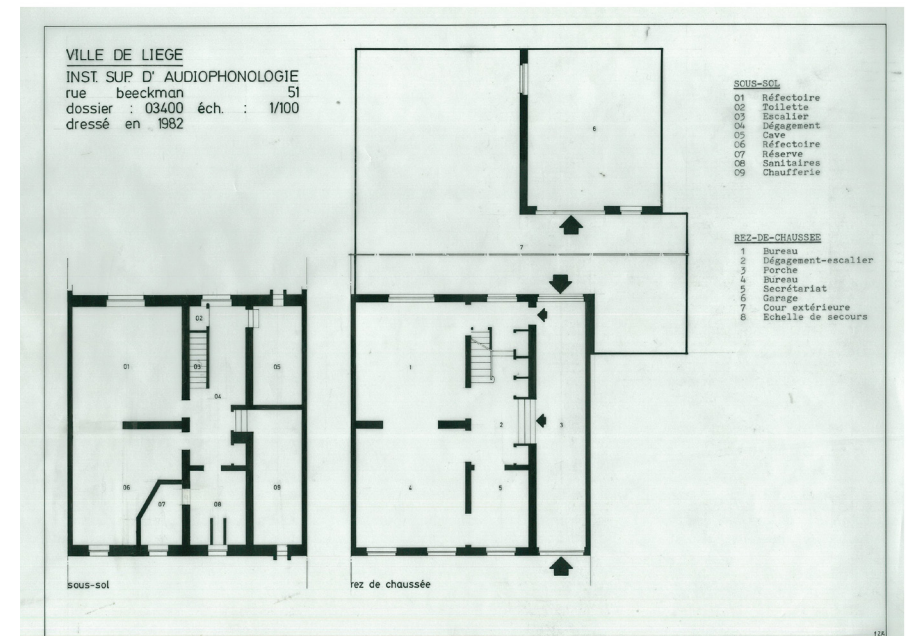 VILLE DE LIEGE
INST. SUP. D' AUDIOPHONOLOGIE
rue beeckman 51
dossier : 03400 éch. : 1/100
dressé en 1982
SOUS-SOL
01 Réfectoire
02 Toilette
03 Escalier
04 Dégagement
05 Cave
06 Réfectoire
07 Réserve
08 Sanitaires
09 Chaufferie
REZ-DE-CHAUSSEE
1 Bureau
2 Dégagement-escalier
3 Porche
4 Bureau
5 Secrétariat
6 Garage
7 Cour extérieure
8 Echelle de secours
6
7
02
01
03
05
04
06
07
08
09
1
2
3
4
5
sous-sol
rez de chaussée